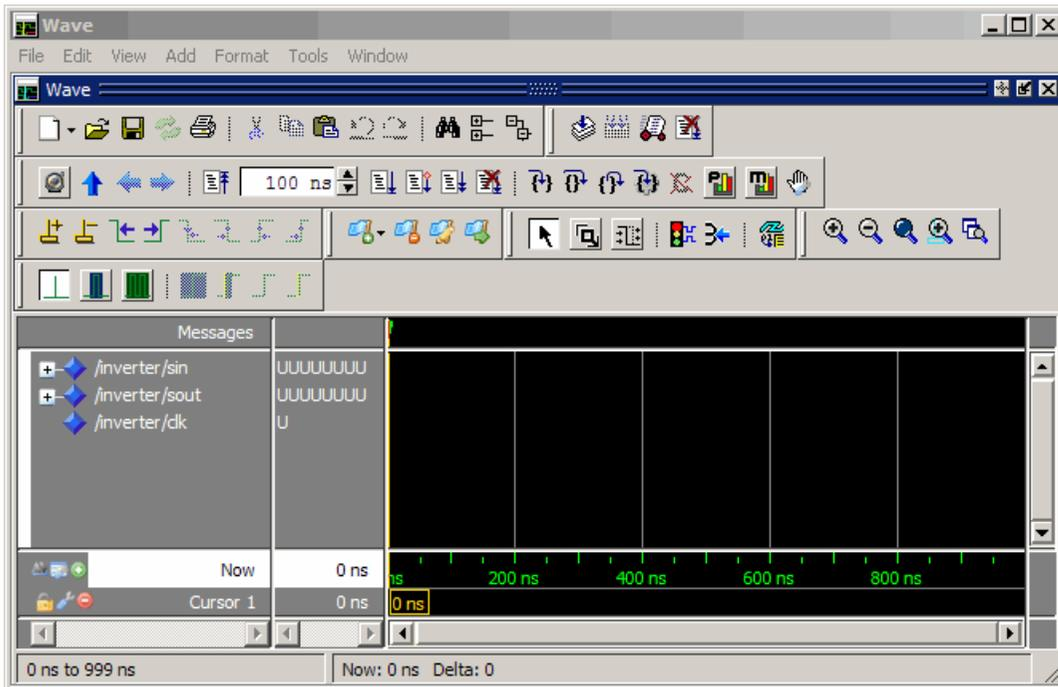 Wave
File Edit View Add Format Tools Window
Wave
100 ns
Messages
/inverter/sin UUUUUUUU
/inverter/sout UUUUUUUU
/inverter/clk U
Now 0 ns
ns 200 ns 400 ns 600 ns 800 ns
Cursor 1 0 ns 0 ns
0 ns to 999 ns Now: 0 ns Delta: 0